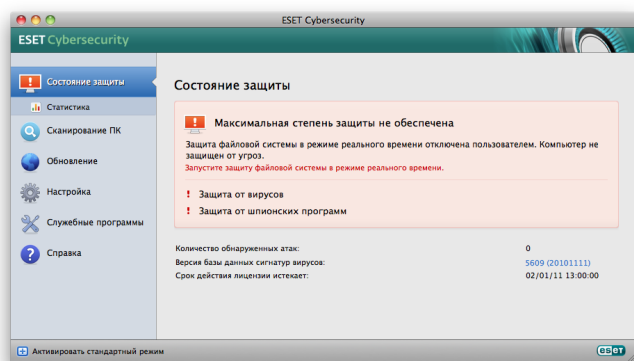 ESET Cybersecurity
ESET Cybersecurity
Состояние защиты
Статистика
Сканирование ПК
Обновление
Настройка
Служебные программы
Справка
Состояние защиты
Максимальная степень защиты не обеспечена
Защита файловой системы в режиме реального времени отключена пользователем. Компьютер не
защищен от угроз.
Запустите защиту файловой системы в режиме реального времени.
Защита от вирусов
Защита от шпионских программ
Количество обнаруженных атак: 0
Версия базы данных сигнатур вирусов: 5609 (20101111)
Срок действия лицензии истекает: 02/01/11 13:00:00
Активировать стандартный режим
eseT